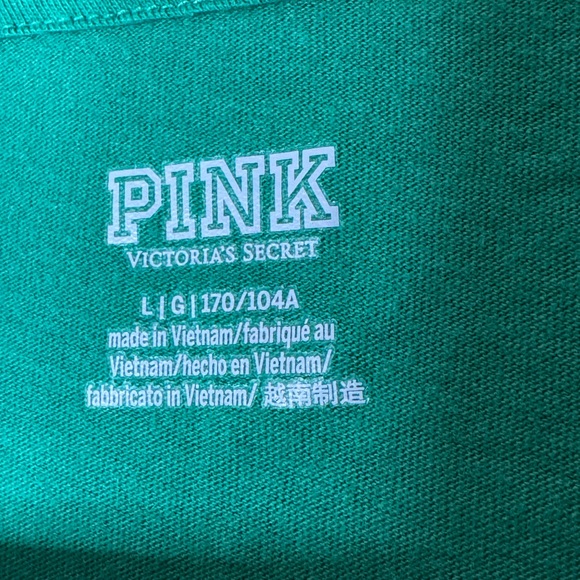 PINK
VICTORIA'S SECRET
L | G | 170/104A
made in Vietnam/fabriqué au
Vietnam/hecho en Vietnam/
fabbricato in Vietnam/ 越南制造